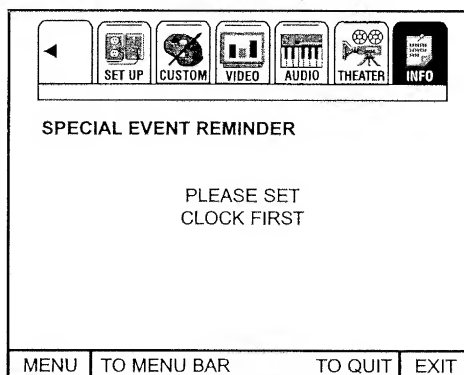 SET UP CUSTOM VIDEO AUDIO THEATER INFO
SPECIAL EVENT REMINDER
PLEASE SET
CLOCK FIRST
MENU TO MENU BAR TO QUIT EXIT